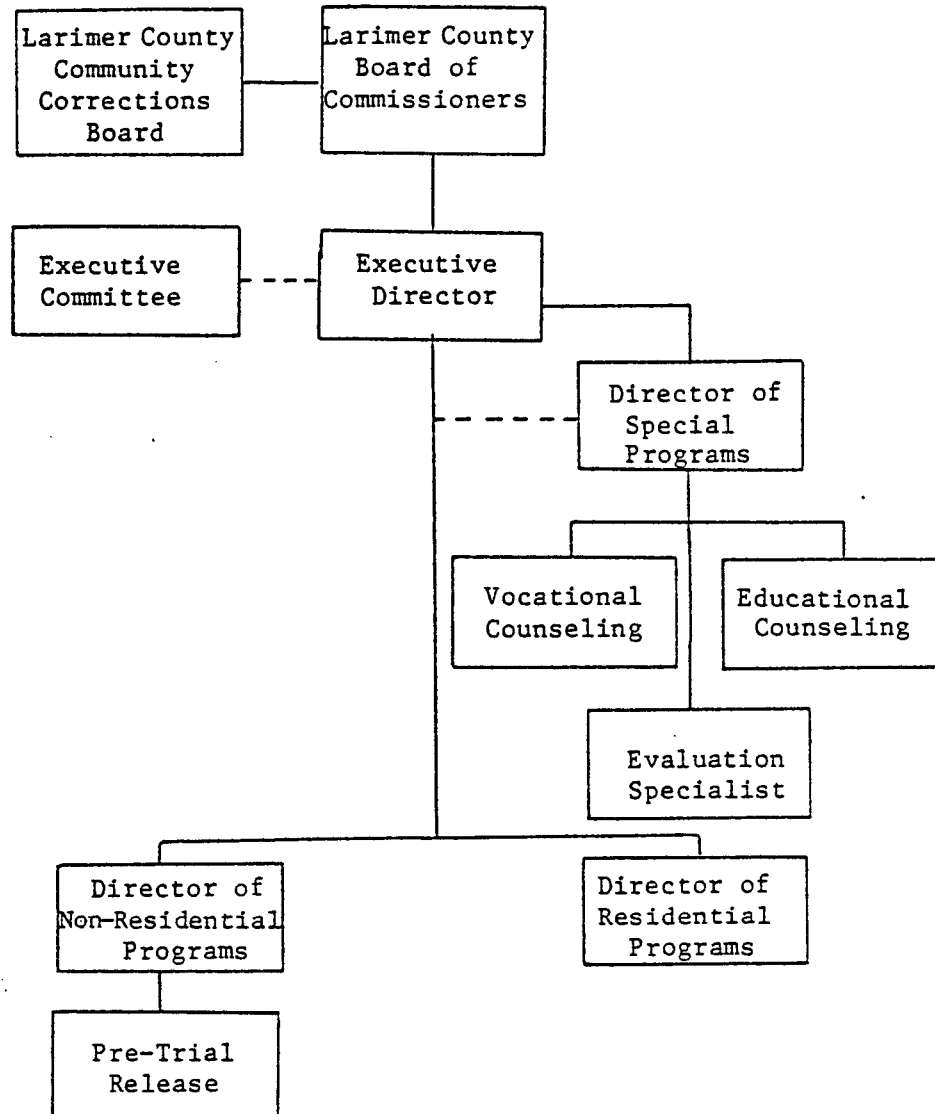 Larimer County
Community
Corrections
Board
Larimer County
Board of
Commissioners
Executive
Committee
Executive
Director
Director of
Special
Programs
Vocational
Counseling
Educational
Counseling
Evaluation
Specialist
Director of
Non-Residential
Programs
Director of
Residential
Programs
Pre-Trial
Release